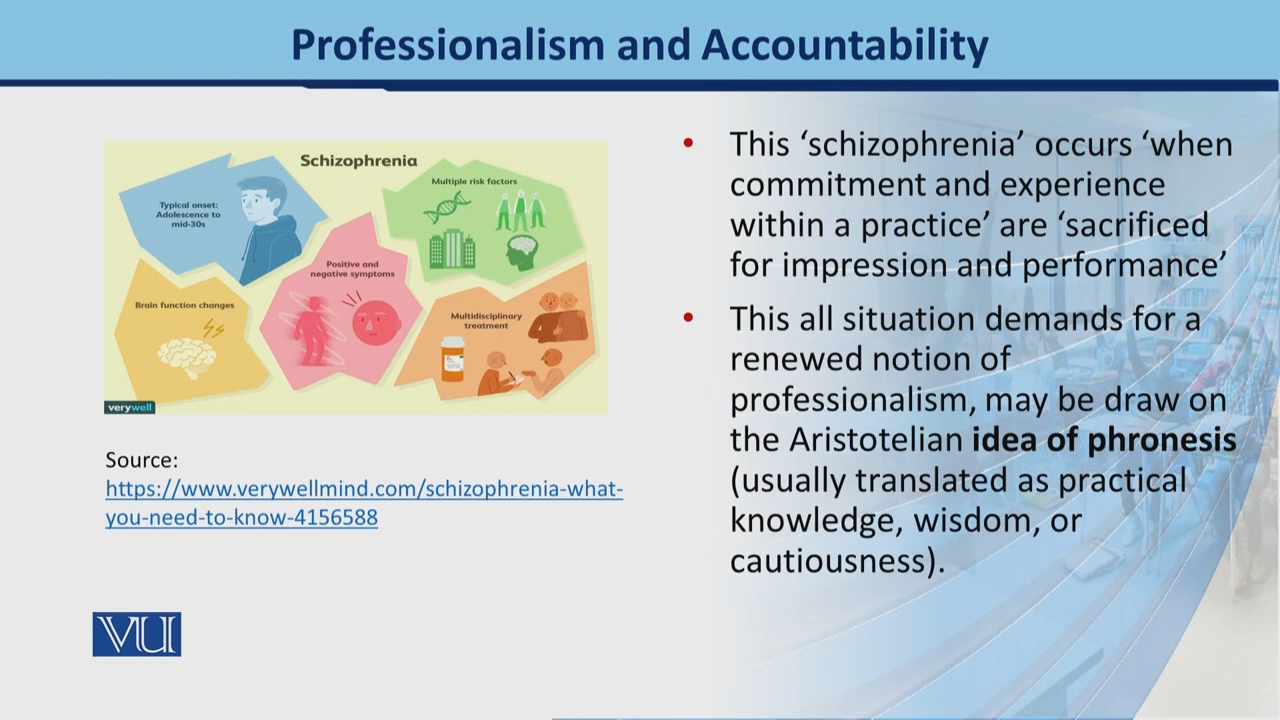 Professionalism and Accountability
Schizophrenia
Typical onset:
Adolescence to
mid-30s
Multiple risk factors
Positive and
negative symptoms
Brain function changes
Multidisciplinary
treatment
verywell
Source:
https://www.verywellmind.com/schizophrenia-what-
you-need-to-know-4156588
VU
• This ‘schizophrenia’ occurs ‘when
commitment and experience
within a practice’ are ‘sacrificed
for impression and performance’
• This all situation demands for a
renewed notion of
professionalism, may be draw on
the Aristotelian idea of phronesis
(usually translated as practical
knowledge, wisdom, or
cautiousness).